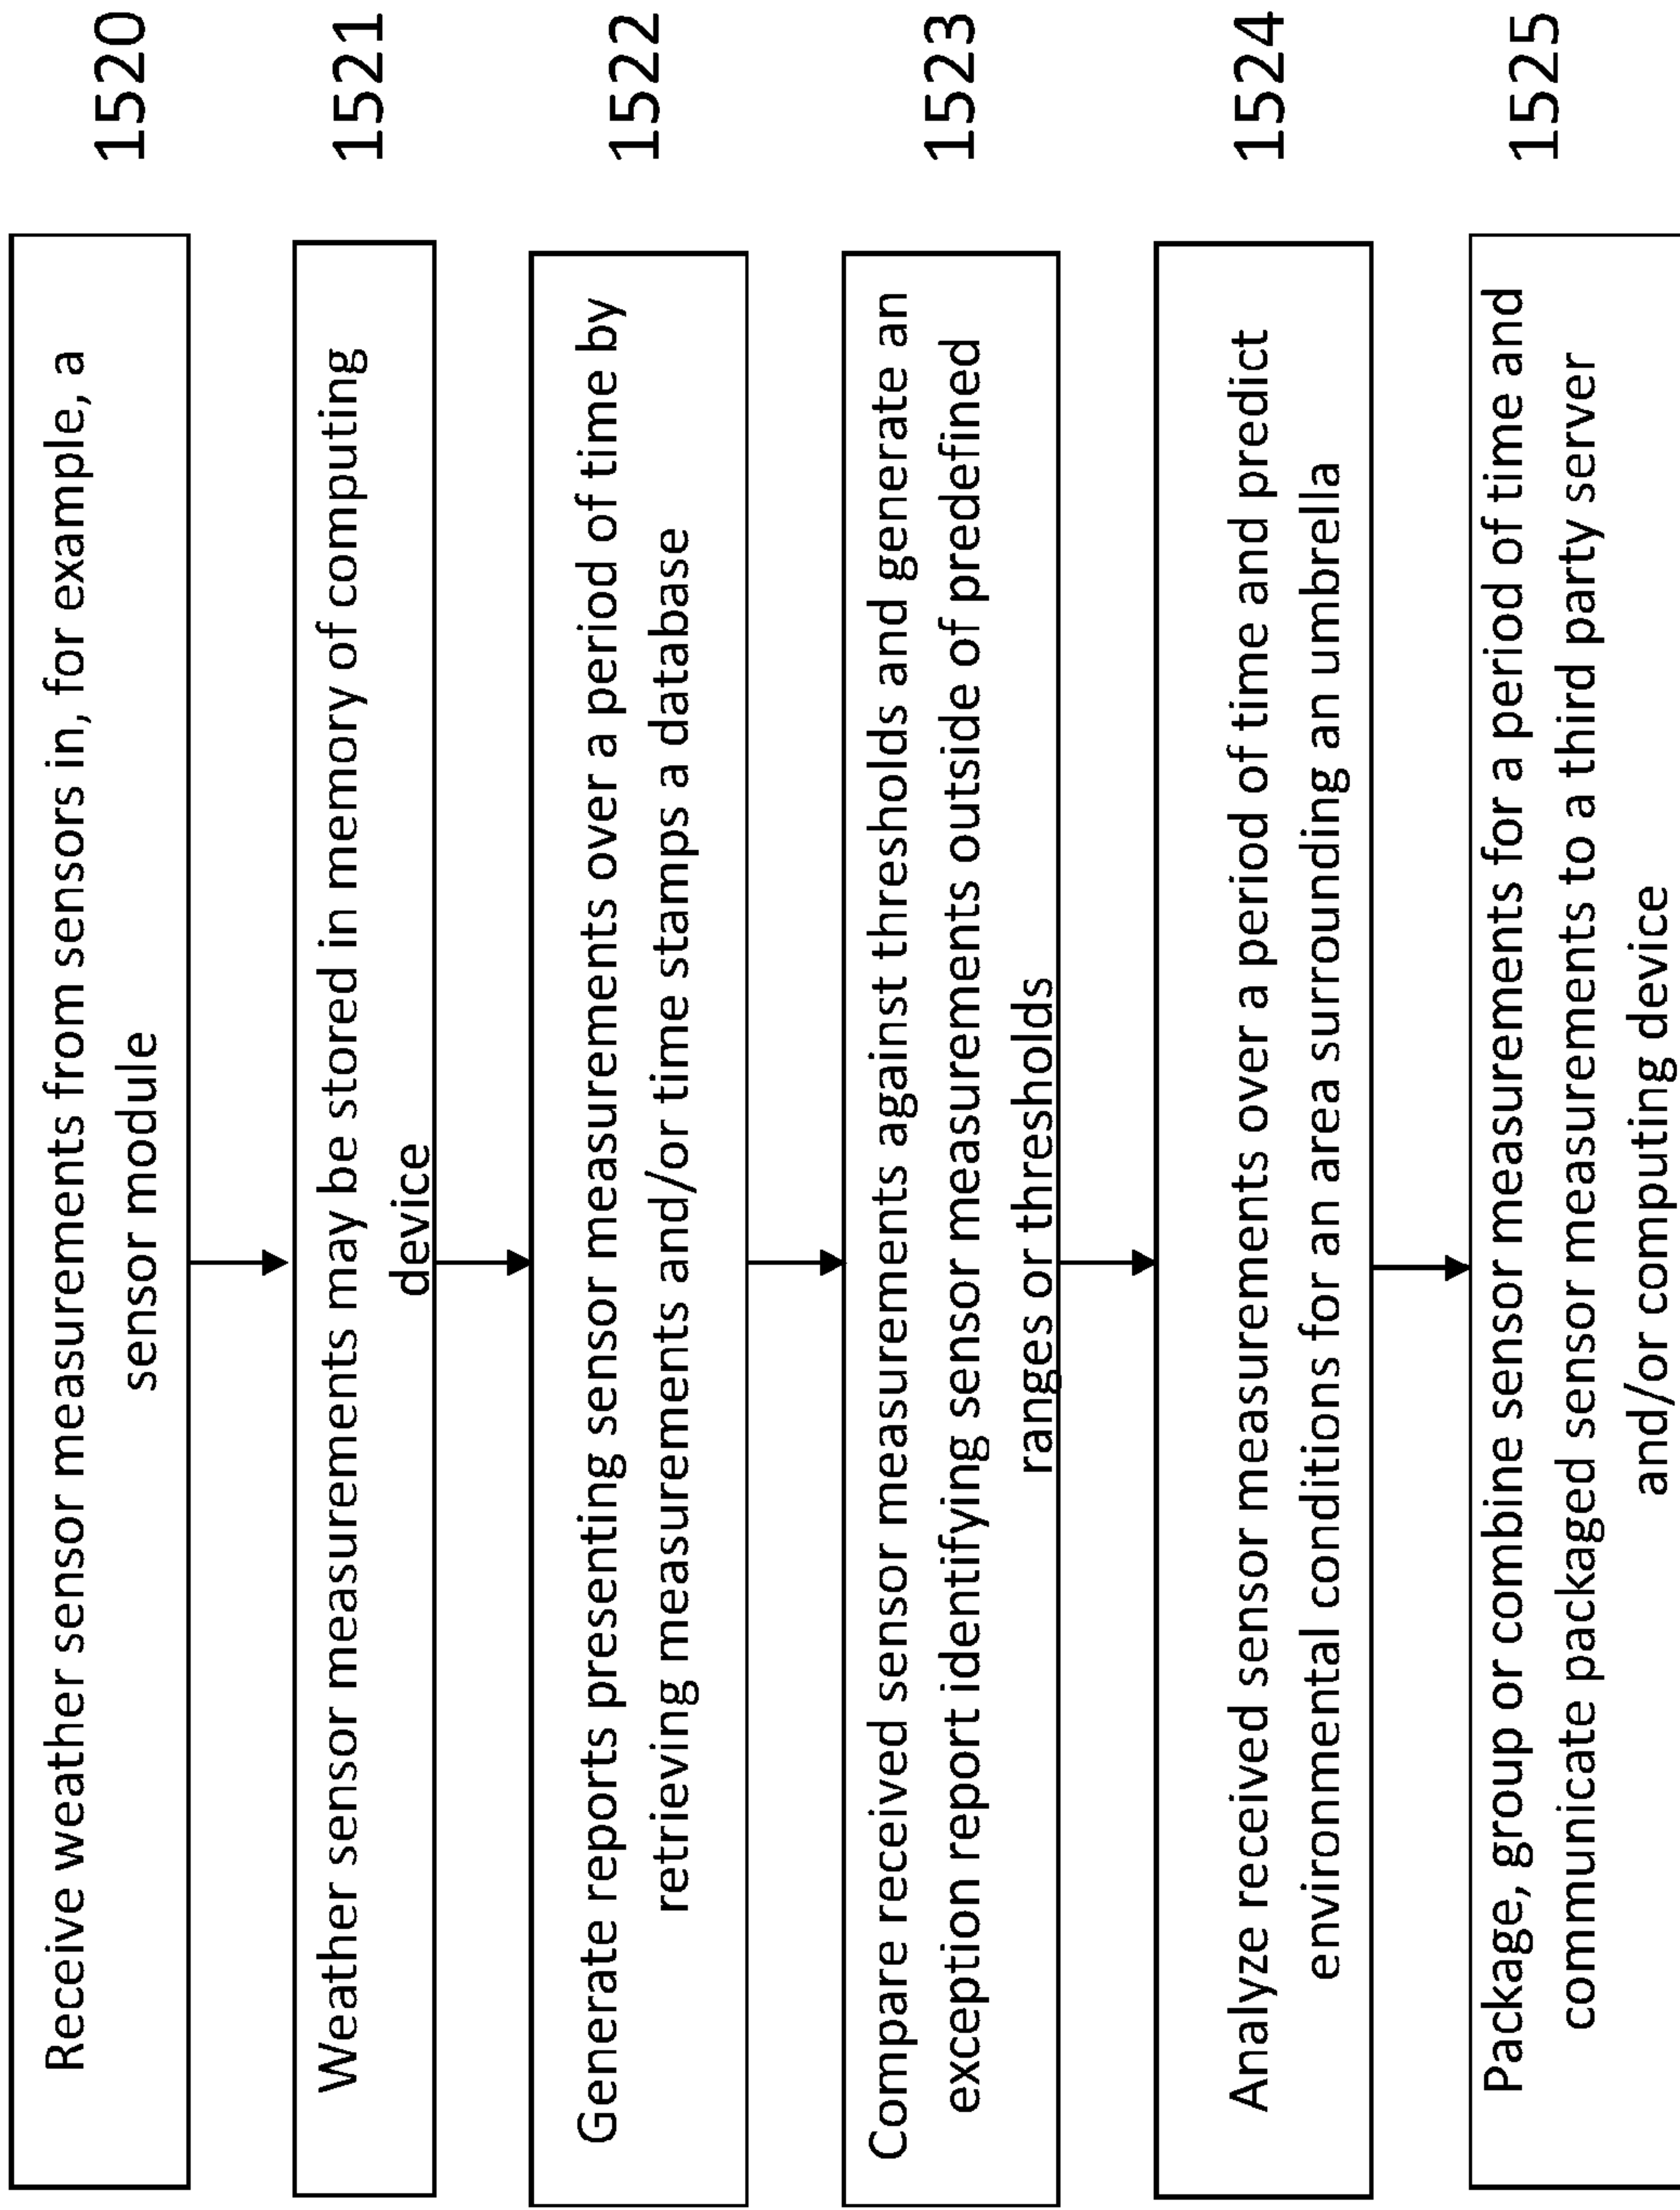 Receive weather sensor measurements from sensors in, for example, a
sensor module
1520
Weather sensor measurements may be stored in memory of computing
device
1521
Generate reports presenting sensor measurements over a period of time by
retrieving measurements and/or time stamps a database
1522
Compare received sensor measurements against thresholds and generate an
exception report identifying sensor measurements outside of predefined
ranges or thresholds
1523
Analyze received sensor measurements over a period of time and predict
environmental conditions for an area surrounding an umbrella
1524
Package, group or combine sensor measurements for a period of time and
communicate packaged sensor measurements to a third party server
and/or computing device
1525